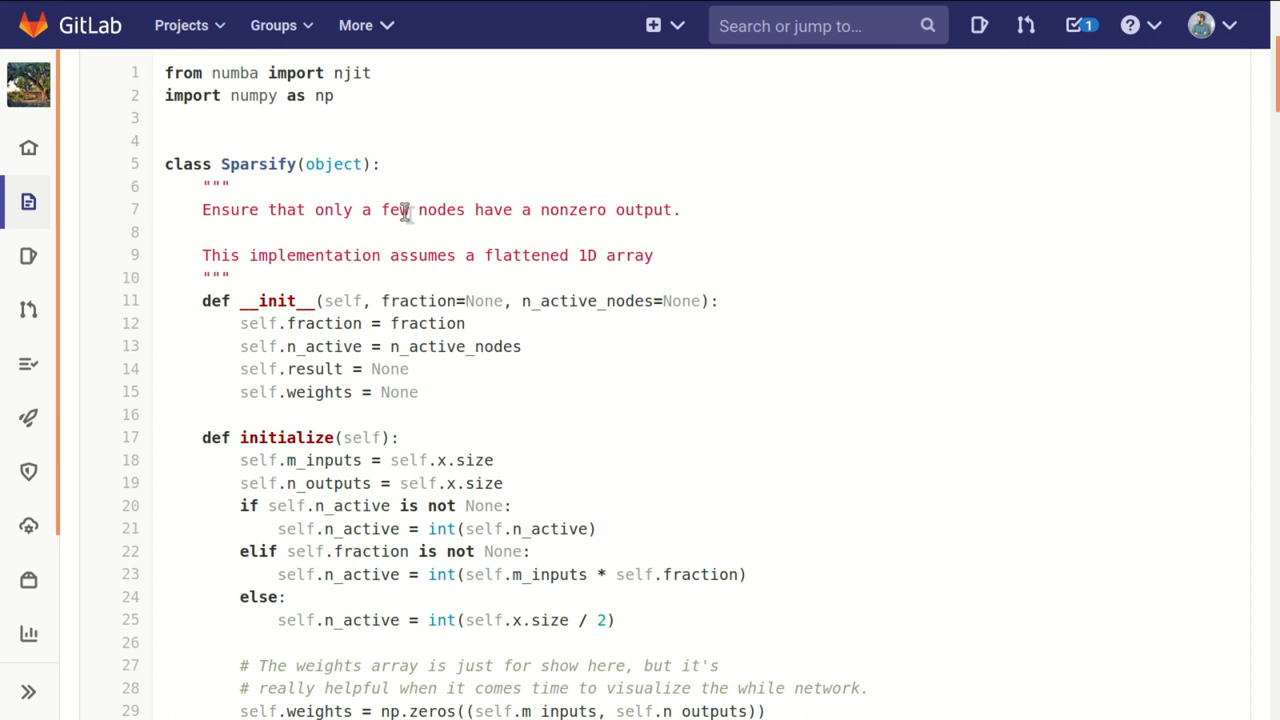 GitLab Projects Groups More Search or jump to... 1
1 from numba import njit
2 import numpy as np
3
4
5 class Sparsify(object):
6 """
7 Ensure that only a few nodes have a nonzero output.
8
9 This implementation assumes a flattened 1D array
10 """
11 def __init__(self, fraction=None, n_active_nodes=None):
12 self.fraction = fraction
13 self.n_active = n_active_nodes
14 self.result = None
15 self.weights = None
16
17 def initialize(self):
18 self.m_inputs = self.x.size
19 self.n_outputs = self.x.size
20 if self.n_active is not None:
21 self.n_active = int(self.n_active)
22 elif self.fraction is not None:
23 self.n_active = int(self.m_inputs * self.fraction)
24 else:
25 self.n_active = int(self.x.size / 2)
26
27 # The weights array is just for show here, but it's
28 # really helpful when it comes time to visualize the while network.
29 self.weights = np.zeros((self.m_inputs, self.n_outputs))